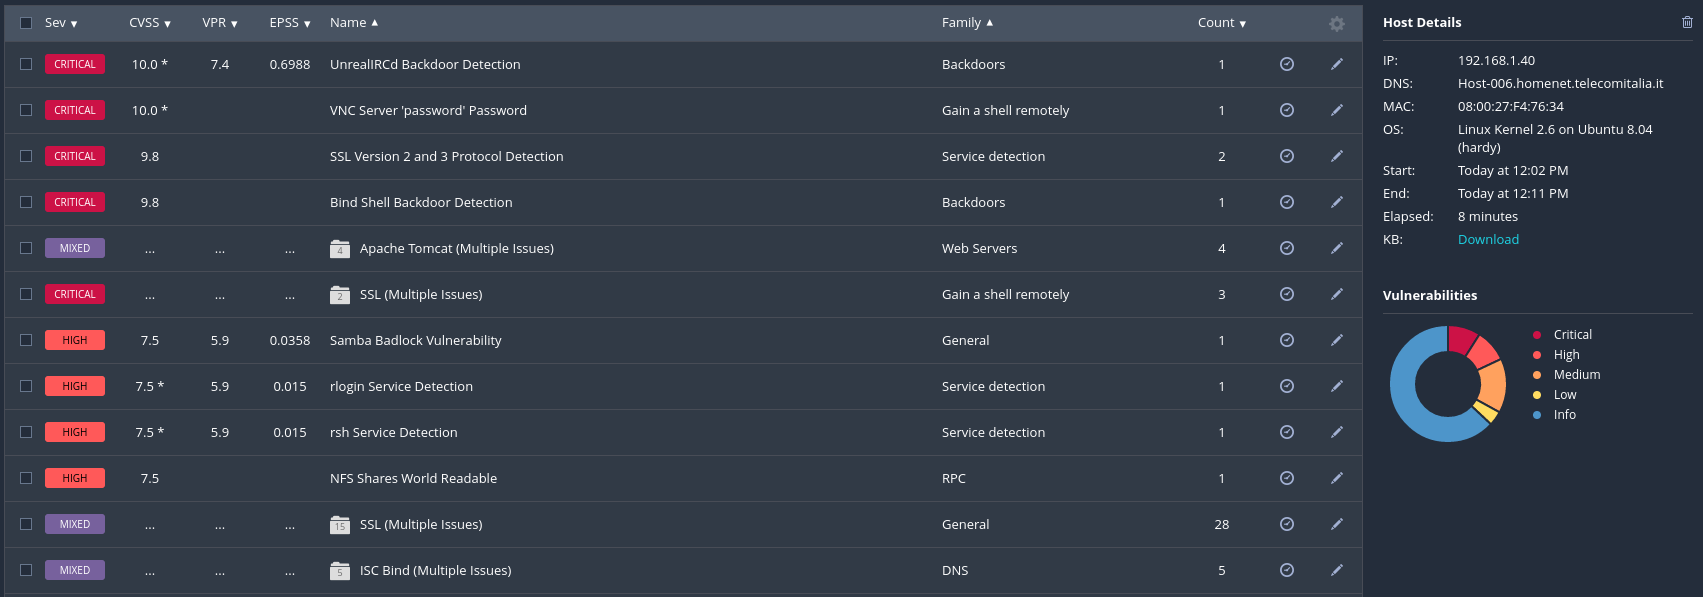 Sev ▼ CVSS ▼ VPR ▼ EPSS ▼ Name ▲ Family ▲ Count ▼
CRITICAL 10.0 * 7.4 0.6988 UnrealIRCd Backdoor Detection Backdoors 1
CRITICAL 10.0 * VNC Server 'password' Password Gain a shell remotely 1
CRITICAL 9.8 SSL Version 2 and 3 Protocol Detection Service detection 2
CRITICAL 9.8 Bind Shell Backdoor Detection Backdoors 1
MIXED ... ... ... 4 Apache Tomcat (Multiple Issues) Web Servers 4
CRITICAL ... ... ... 2 SSL (Multiple Issues) Gain a shell remotely 3
HIGH 7.5 5.9 0.0358 Samba Badlock Vulnerability General 1
HIGH 7.5 * 5.9 0.015 rlogin Service Detection Service detection 1
HIGH 7.5 * 5.9 0.015 rsh Service Detection Service detection 1
HIGH 7.5 NFS Shares World Readable RPC 1
MIXED ... ... ... 15 SSL (Multiple Issues) General 28
MIXED ... ... ... 5 ISC Bind (Multiple Issues) DNS 5
Host Details
IP: 192.168.1.40
DNS: Host-006.homenet.telecomitalia.it
MAC: 08:00:27:F4:76:34
OS: Linux Kernel 2.6 on Ubuntu 8.04
(hardy)
Start: Today at 12:02 PM
End: Today at 12:11 PM
Elapsed: 8 minutes
KB: Download
Vulnerabilities
Critical
High
Medium
Low
Info